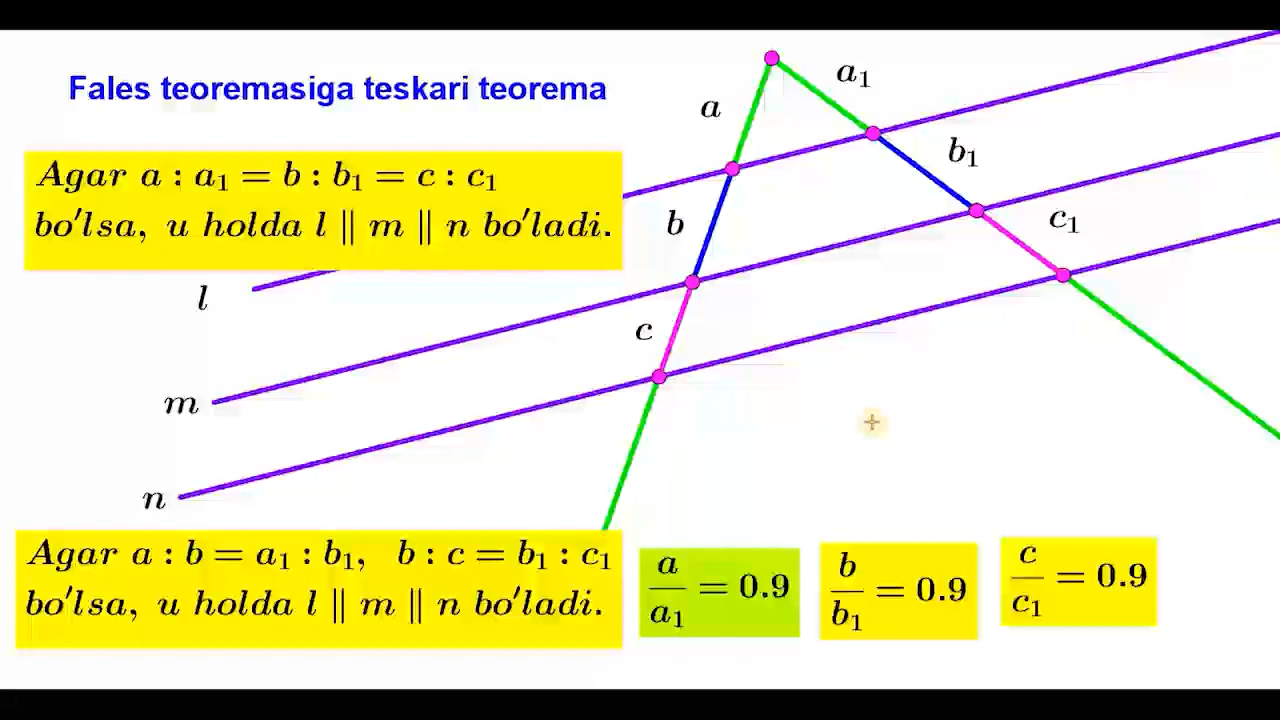 Fales teoremasiga teskari teorema
Agar a : a₁ = b : b₁ = c : c₁
bo'lsa, u holda l ∥ m ∥ n bo'ladi.
a
a₁
b₁
b
c₁
c
l
m
n
Agar a : b = a₁ : b₁, b : c = b₁ : c₁
bo'lsa, u holda l ∥ m ∥ n bo'ladi.
a/a₁ = 0.9
b/b₁ = 0.9
c/c₁ = 0.9